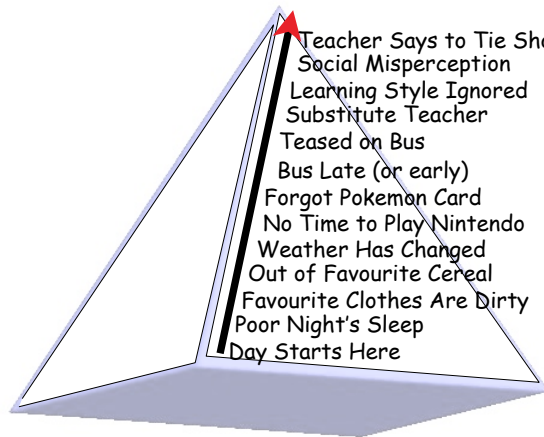 Teacher Says to Tie Sho
Social Misperception
Learning Style Ignored
Substitute Teacher
Teased on Bus
Bus Late (or early)
Forgot Pokemon Card
No Time to Play Nintendo
Weather Has Changed
Out of Favourite Cereal
Favourite Clothes Are Dirty
Poor Night's Sleep
Day Starts Here